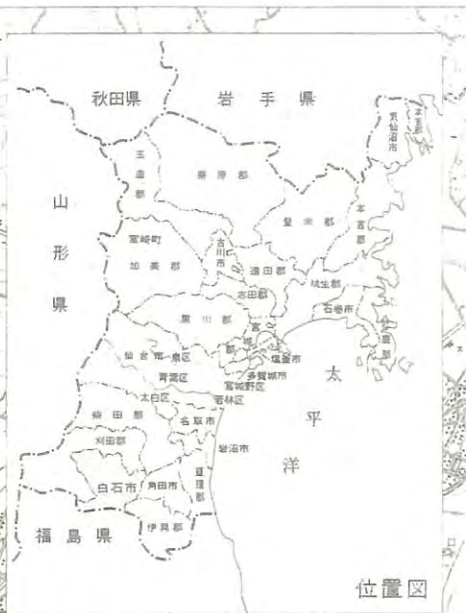 秋田県
岩手県
山形県
玉造郡
栗原郡
気仙沼市
本吉郡
登米郡
本吉郡
宮崎町
加美郡
古川市
遠田郡
志田郡
桃生郡
石巻市
牡鹿郡
黒川郡
宮城郡
塩釜市
多賀城市
仙台市
泉区
青葉区
宮城野区
若林区
太白区
名取市
柴田郡
刈田郡
岩沼市
白石市
角田市
亘理郡
伊具郡
福島県
太平洋
位置図